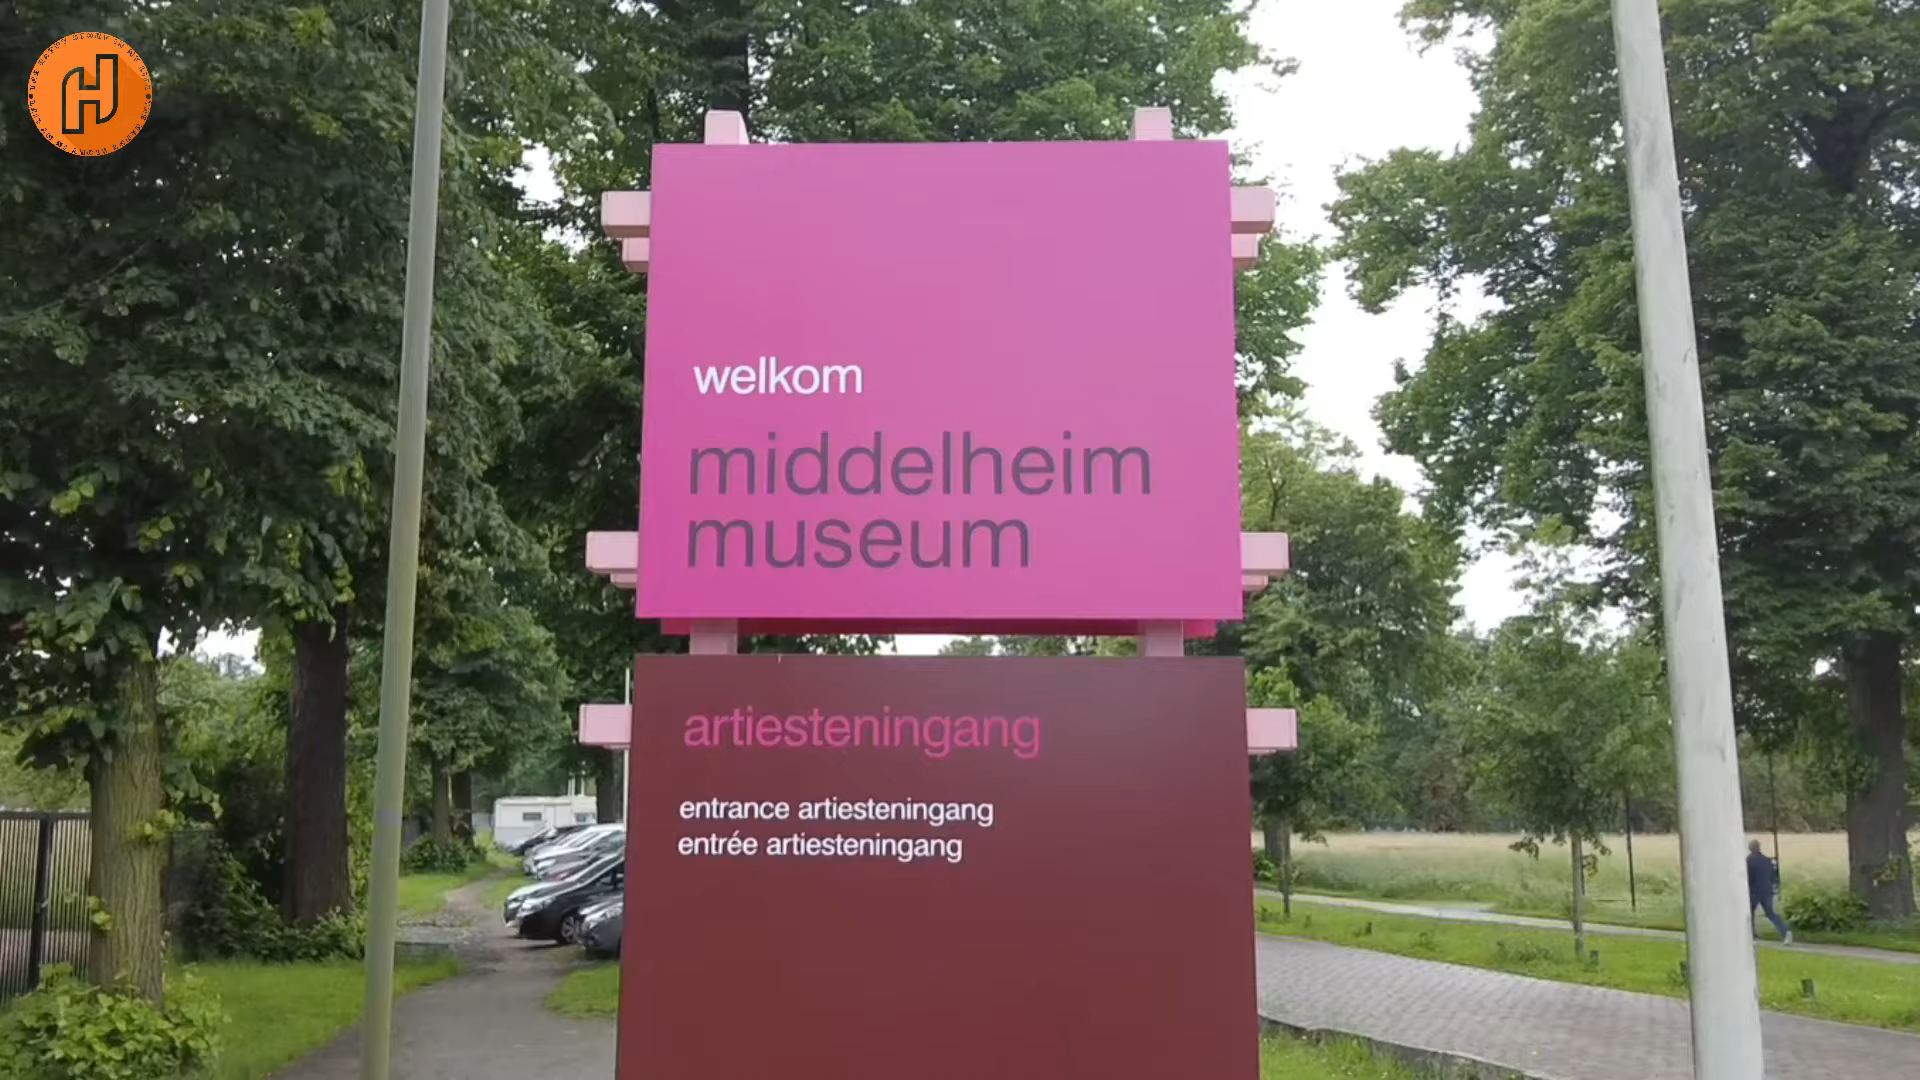 welkom
middelheim
museum
artiesteningang
entrance artiesteningang
entrée artiesteningang